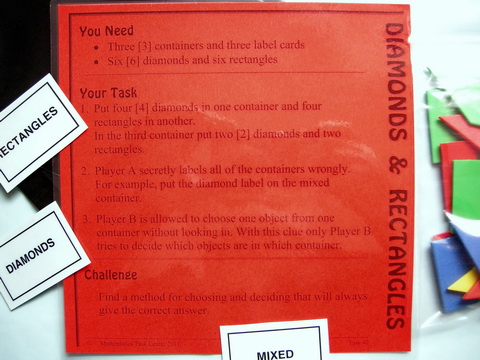 You Need
• Three [3] containers and three label cards
• Six [6] diamonds and six rectangles
Your Task
1. Put four [4] diamonds in one container and four
rectangles in another.
In the third container put two [2] diamonds and two
rectangles.
2. Player A secretly labels all of the containers wrongly.
For example, put the diamond label on the mixed
container.
3. Player B is allowed to choose one object from one
container without looking in. With this clue only Player B
tries to decide which objects are in which container.
Challenge
Find a method for choosing and deciding that will always
give the correct answer.
DIAMONDS & RECTANGLES
RECTANGLES
DIAMONDS
MIXED